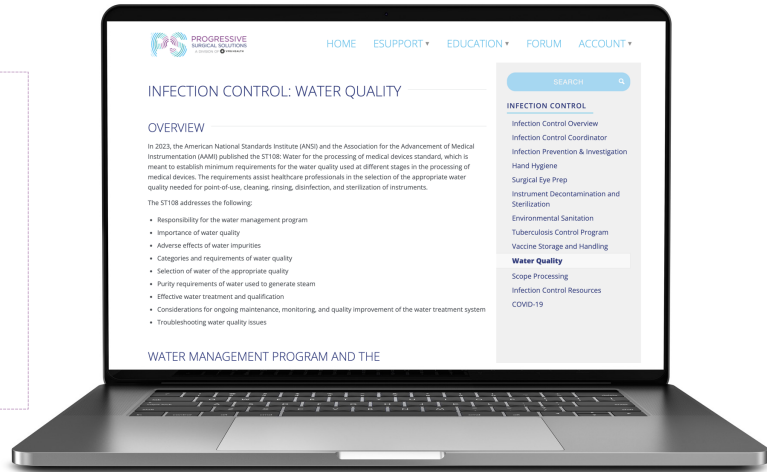 PROGRESSIVE
SURGICAL SOLUTIONS
HOME ESUPPORT EDUCATION FORUM ACCOUNT
INFECTION CONTROL: WATER QUALITY
OVERVIEW
In 2023, the American National Standards Institute (ANSI) and the Association for the Advancement of Medical
Instrumentation (AAMI) published the ST108: Water for the processing of medical devices standard, which is
meant to establish minimum requirements for the water quality used at different stages in the processing of
medical devices. The requirements assist healthcare professionals in the selection of the appropriate water
quality needed for point-of-use, cleaning, rinsing, disinfection, and sterilization of instruments.
The ST108 addresses the following:
• Responsibility for the water management program
• Importance of water quality
• Adverse effects of water impurities
• Categories and requirements of water quality
• Selection of water of the appropriate quality
• Purity requirements of water used to generate steam
• Effective water treatment and qualification
• Considerations for ongoing maintenance, monitoring, and quality improvement of the water treatment system
• Troubleshooting water quality issues
WATER MANAGEMENT PROGRAM AND THE
SEARCH
INFECTION CONTROL
Infection Control Overview
Infection Control Coordinator
Infection Prevention & Investigation
Hand Hygiene
Surgical Eye Prep
Instrument Decontamination and
Sterilization
Environmental Sanitation
Tuberculosis Control Program
Vaccine Storage and Handling
Water Quality
Scope Processing
Infection Control Resources
COVID-19